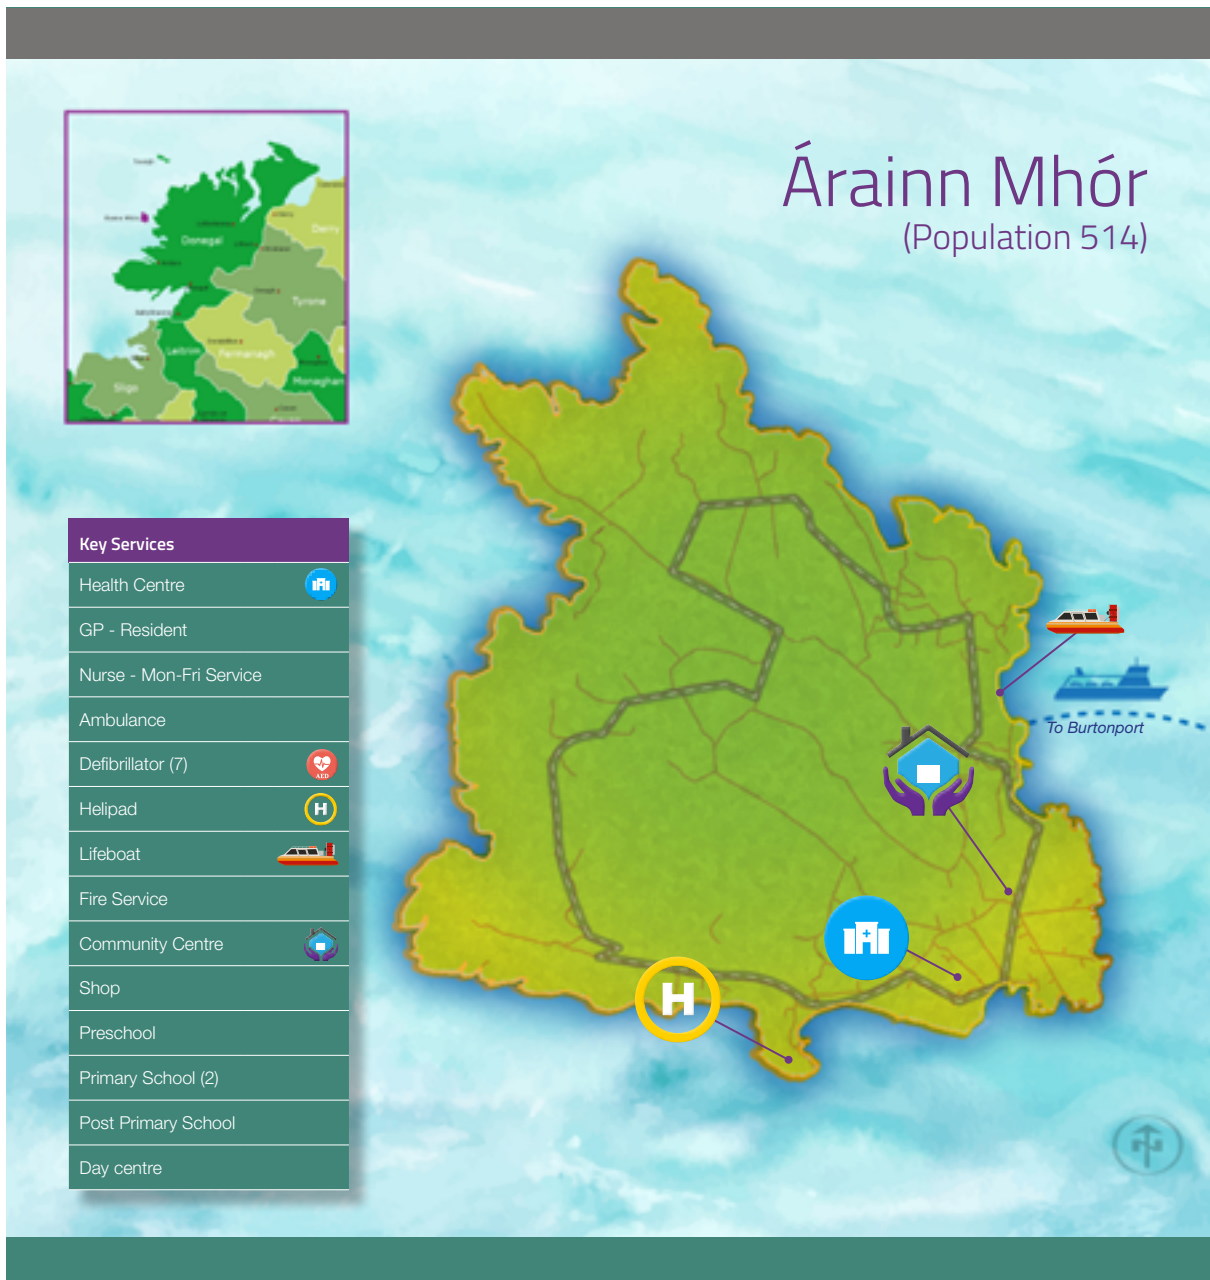 Árainn Mhór
(Population 514)
Donegal
Derry
Tyrone
Fermanagh
Leitrim
Sligo
Monaghan
Key Services
Health Centre
GP - Resident
Nurse - Mon-Fri Service
Ambulance
Defibrillator (7)
AED
Helipad
H
Lifeboat
Fire Service
Community Centre
Shop
Preschool
Primary School (2)
Post Primary School
Day centre
To Burtonport
H